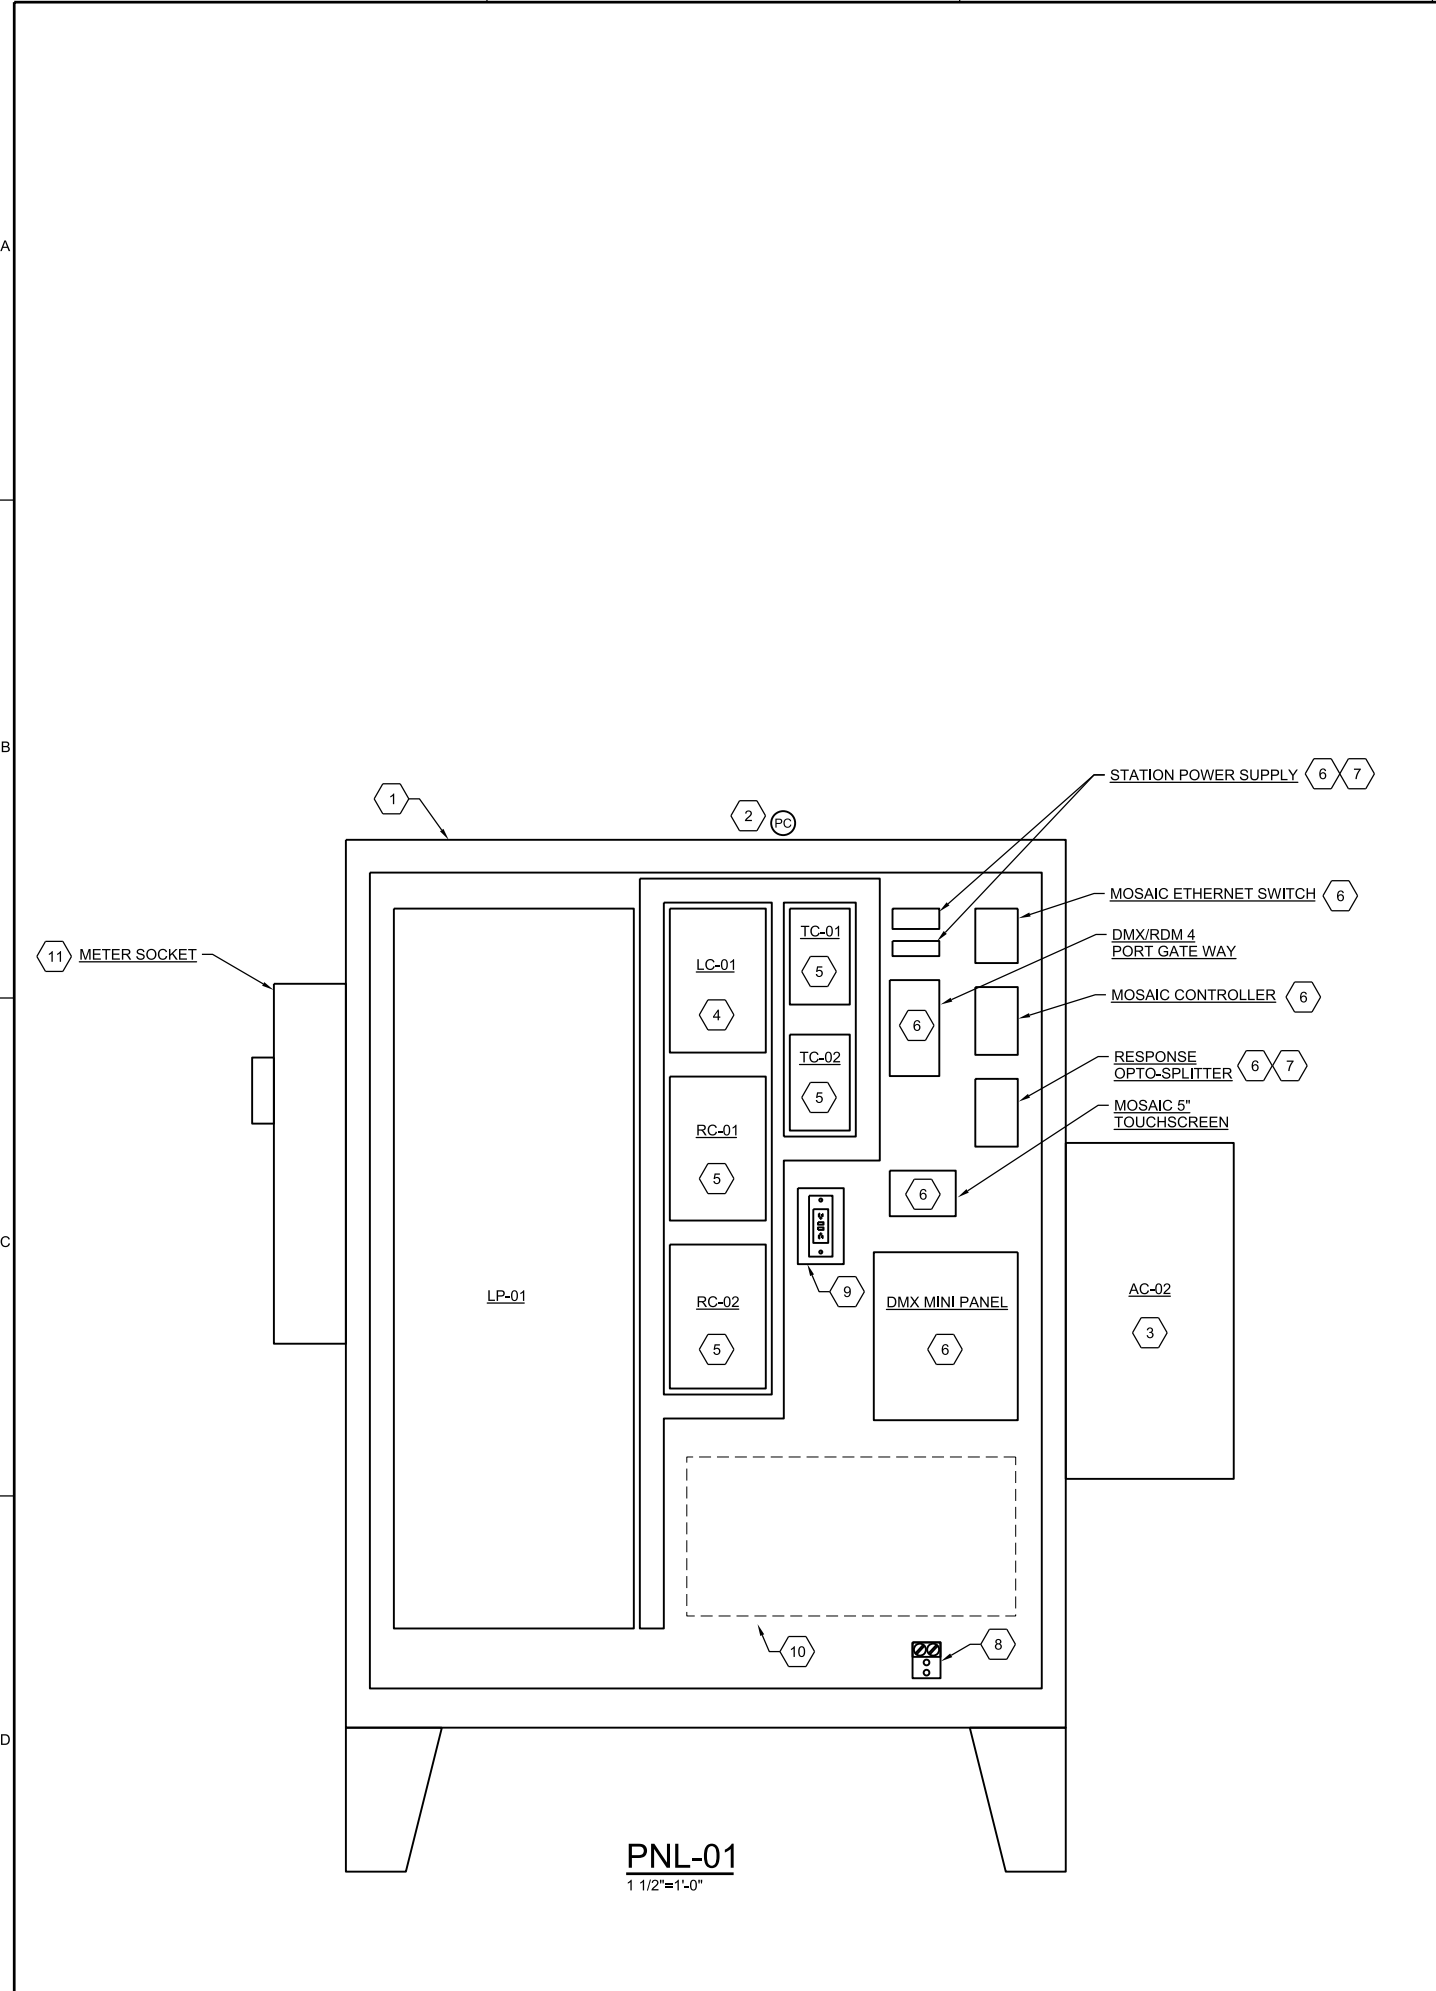 A
B
C
D
1
2
PC
STATION POWER SUPPLY 6 7
MOSAIC ETHERNET SWITCH 6
DMX/RDM 4
PORT GATE WAY
MOSAIC CONTROLLER 6
RESPONSE
OPTO-SPLITTER 6 7
MOSAIC 5"
TOUCHSCREEN
11 METER SOCKET
LC-01
4
TC-01
5
TC-02
5
6
RC-01
5
6
RC-02
5
LP-01
9
DMX MINI PANEL
6
AC-02
3
10
8
PNL-01
1 1/2"=1'-0"